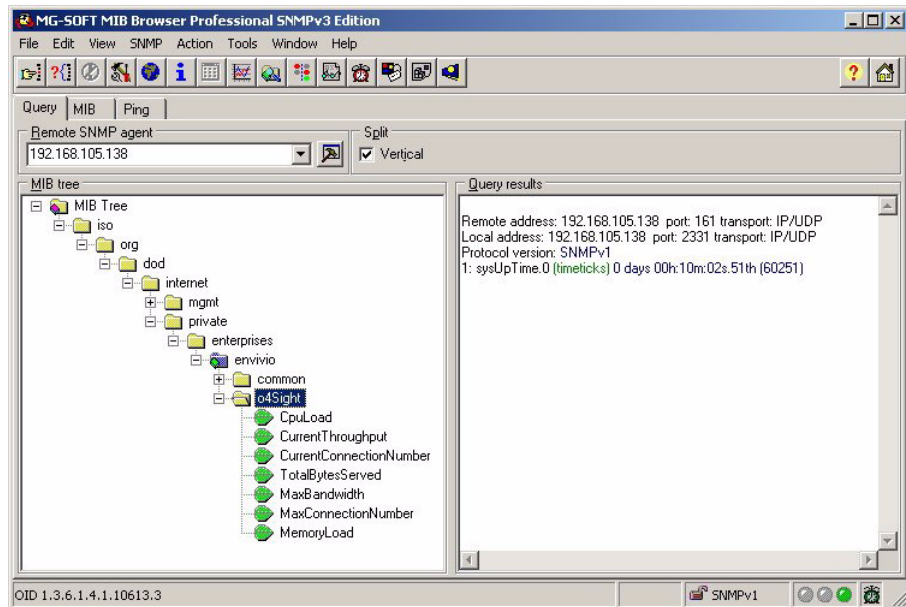 MG-SOFT MIB Browser Professional SNMPv3 Edition
File Edit View SNMP Action Tools Window Help
Query MIB Ping
Remote SNMP agent
192.168.105.138
Split
Vertical
MIB tree
MIB Tree
iso
org
dod
internet
mgmt
private
enterprises
envivio
common
o4Sight
CpuLoad
CurrentThroughput
CurrentConnectionNumber
TotalBytesServed
MaxBandwidth
MaxConnectionNumber
MemoryLoad
Query results
Remote address: 192.168.105.138 port: 161 transport: IP/UDP
Local address: 192.168.105.138 port: 2331 transport: IP/UDP
Protocol version: SNMPv1
1: sysUpTime.0 (timeticks) 0 days 00h:10m:02s.51th (60251)
OID 1.3.6.1.4.1.10613.3
SNMPv1